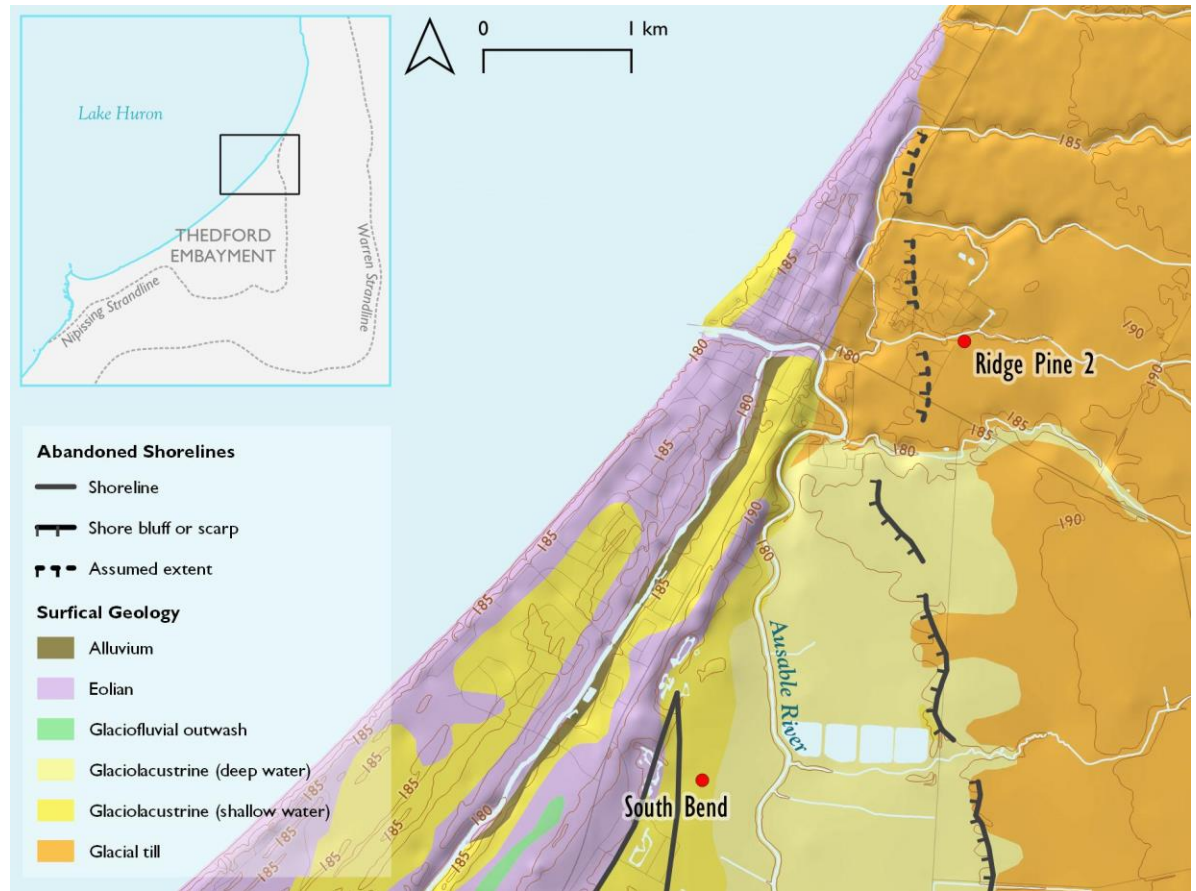 Lake Huron
THEDFORD
EMBAYMENT
Nipissing Strandline
Warren Strandline
0 1 km
185
185
190
180
180
Ridge Pine 2
190
180
185
185
180
185
190
190
185
180
185
185
Ausable River
185
185
180
185
South Bend
Abandoned Shorelines
Shoreline
Shore bluff or scarp
Assumed extent
Surfical Geology
Alluvium
Eolian
Glaciofluvial outwash
Glaciolacustrine (deep water)
Glaciolacustrine (shallow water)
Glacial till